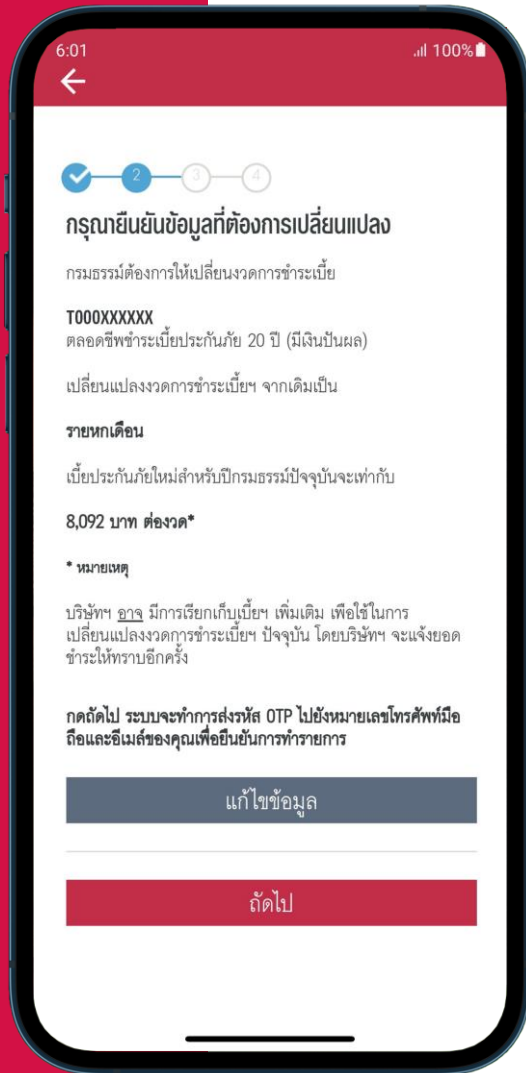 6:01
100%
2
3
4
กรุณายืนยันข้อมูลที่ต้องการเปลี่ยนแปลง
กรมธรรม์ต้องการให้เปลี่ยนงวดการชำระเบี้ย
T000XXXXXX
ตลอดชีพชำระเบี้ยประกันภัย 20 ปี (มีเงินปันผล)
เปลี่ยนแปลงงวดการชำระเบี้ยฯ จากเดิมเป็น
รายหกเดือน
เบี้ยประกันภัยใหม่สำหรับปีกรมธรรม์ปัจจุบันจะเท่ากับ
8,092 บาท ต่องวด*
* หมายเหตุ
บริษัทฯ อาจ มีการเรียกเก็บเบี้ยฯ เพิ่มเติม เพื่อใช้ในการ
เปลี่ยนแปลงงวดการชำระเบี้ยฯ ปัจจุบัน โดยบริษัทฯ จะแจ้งยอด
ชำระให้ทราบอีกครั้ง
กดถัดไป ระบบจะทำการส่งรหัส OTP ไปยังหมายเลขโทรศัพท์มือ
ถือและอีเมล์ของคุณเพื่อยืนยันการทำรายการ
แก้ไขข้อมูล
ถัดไป